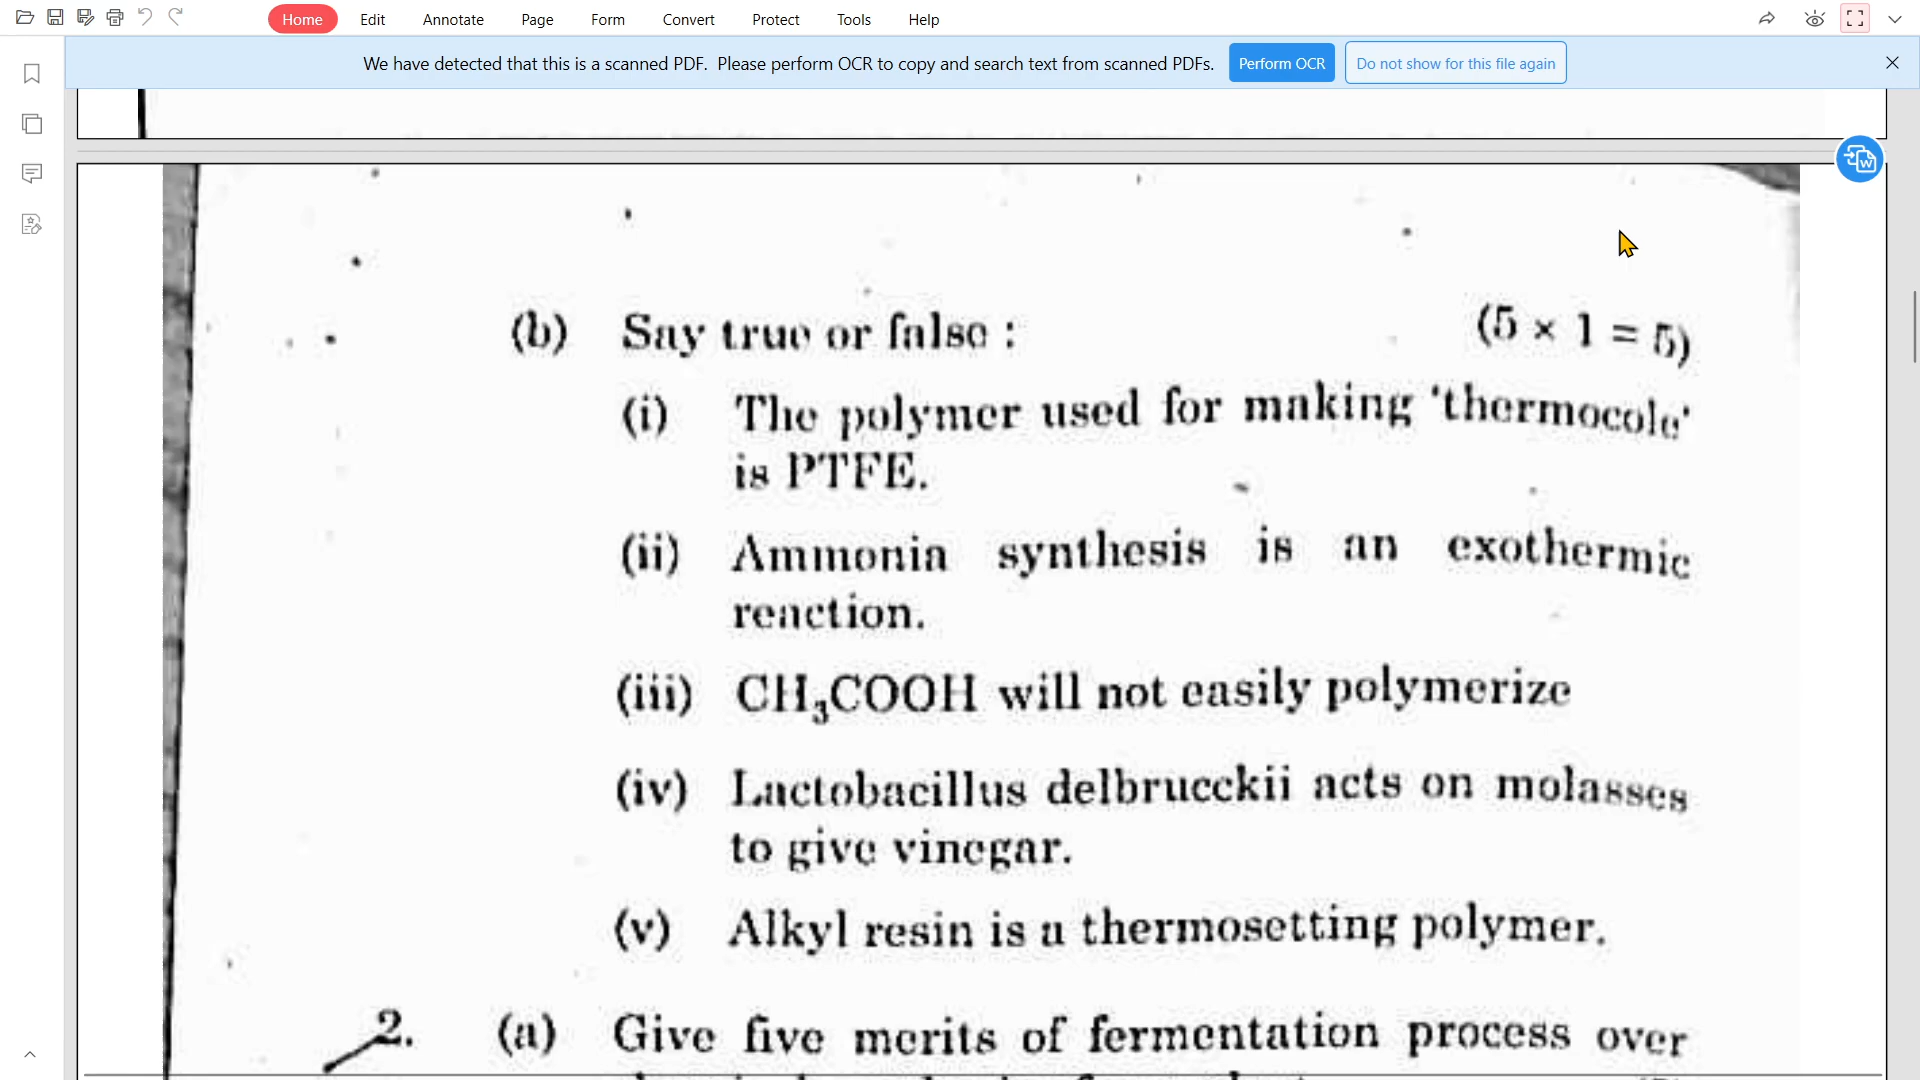 Home Edit Annotate Page Form Convert Protect Tools Help
We have detected that this is a scanned PDF. Please perform OCR to copy and search text from scanned PDFs. Perform OCR Do not show for this file again
(b) Say true or false : (5 × 1 = 5)
(i) The polymer used for making 'thermocole'
is PTFE.
(ii) Ammonia synthesis is an exothermic
reaction.
(iii) CH₃COOH will not easily polymerize
(iv) Lactobacillus delbrucckii acts on molasses
to give vinegar.
(v) Alkyl resin is a thermosetting polymer.
2. (a) Give five merits of fermentation process over